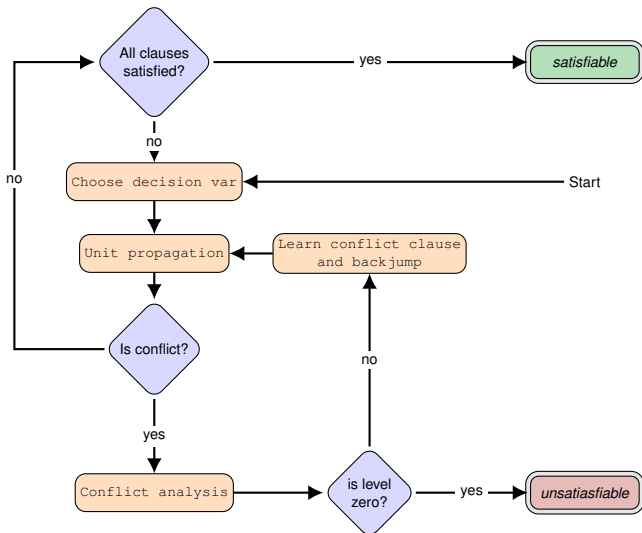 All clauses
satisfied?
yes
satisfiable
no
no
Choose decision var
Start
Unit propagation
Learn conflict clause
and backjump
Is conflict?
no
yes
Conflict analysis
is level
zero?
yes
unsatiasfiable